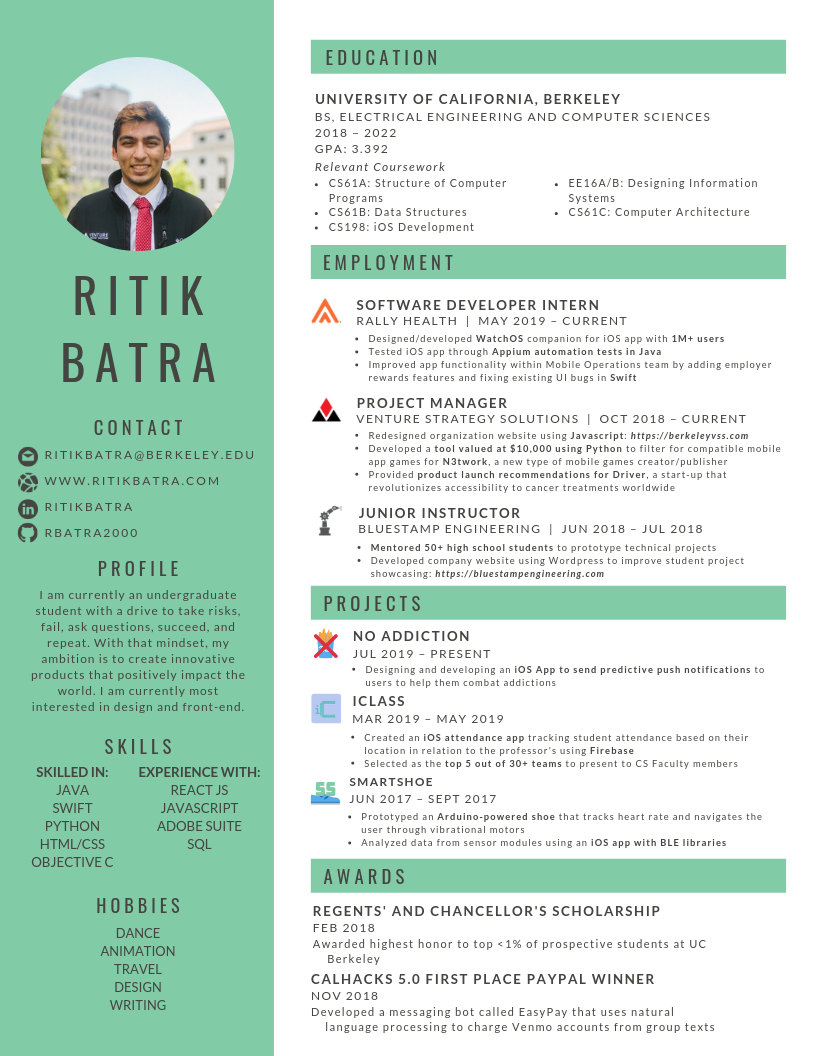 RITIK
BATRA
CONTACT
RITIKBATRA@BERKELEY.EDU
WWW.RITIKBATRA.COM
RITIKBATRA
RBATRA2000
PROFILE
I am currently an undergraduate
student with a drive to take risks,
fail, ask questions, succeed, and
repeat. With that mindset, my
ambition is to create innovative
products that positively impact the
world. I am currently most
interested in design and front-end.
SKILLS
SKILLED IN:
JAVA
SWIFT
PYTHON
HTML/CSS
OBJECTIVE C
EXPERIENCE WITH:
REACT JS
JAVASCRIPT
ADOBE SUITE
SQL
HOBBIES
DANCE
ANIMATION
TRAVEL
DESIGN
WRITING
EDUCATION
UNIVERSITY OF CALIFORNIA, BERKELEY
BS, ELECTRICAL ENGINEERING AND COMPUTER SCIENCES
2018 – 2022
GPA: 3.392
Relevant Coursework
• CS61A: Structure of Computer
Programs
• CS61B: Data Structures
• CS198: iOS Development
• EE16A/B: Designing Information
Systems
• CS61C: Computer Architecture
EMPLOYMENT
SOFTWARE DEVELOPER INTERN
RALLY HEALTH | MAY 2019 – CURRENT
• Designed/developed WatchOS companion for iOS app with 1M+ users
• Tested iOS app through Appium automation tests in Java
• Improved app functionality within Mobile Operations team by adding employer
rewards features and fixing existing UI bugs in Swift
PROJECT MANAGER
VENTURE STRATEGY SOLUTIONS | OCT 2018 – CURRENT
• Redesigned organization website using Javascript: https://berkeleyvss.com
• Developed a tool valued at $10,000 using Python to filter for compatible mobile
app games for N3twork, a new type of mobile games creator/publisher
• Provided product launch recommendations for Driver, a start-up that
revolutionizes accessibility to cancer treatments worldwide
JUNIOR INSTRUCTOR
BLUESTAMP ENGINEERING | JUN 2018 – JUL 2018
• Mentored 50+ high school students to prototype technical projects
• Developed company website using Wordpress to improve student project
showcasing: https://bluestampengineering.com
PROJECTS
NO ADDICTION
JUL 2019 – PRESENT
• Designing and developing an iOS App to send predictive push notifications to
users to help them combat addictions
C
ICLASS
MAR 2019 – MAY 2019
• Created an iOS attendance app tracking student attendance based on their
location in relation to the professor's using Firebase
• Selected as the top 5 out of 30+ teams to present to CS Faculty members
SS
SMARTSHOE
JUN 2017 – SEPT 2017
• Prototyped an Arduino-powered shoe that tracks heart rate and navigates the
user through vibrational motors
• Analyzed data from sensor modules using an iOS app with BLE libraries
AWARDS
REGENTS' AND CHANCELLOR'S SCHOLARSHIP
FEB 2018
Awarded highest honor to top <1% of prospective students at UC
Berkeley
CALHACKS 5.0 FIRST PLACE PAYPAL WINNER
NOV 2018
Developed a messaging bot called EasyPay that uses natural
language processing to charge Venmo accounts from group texts